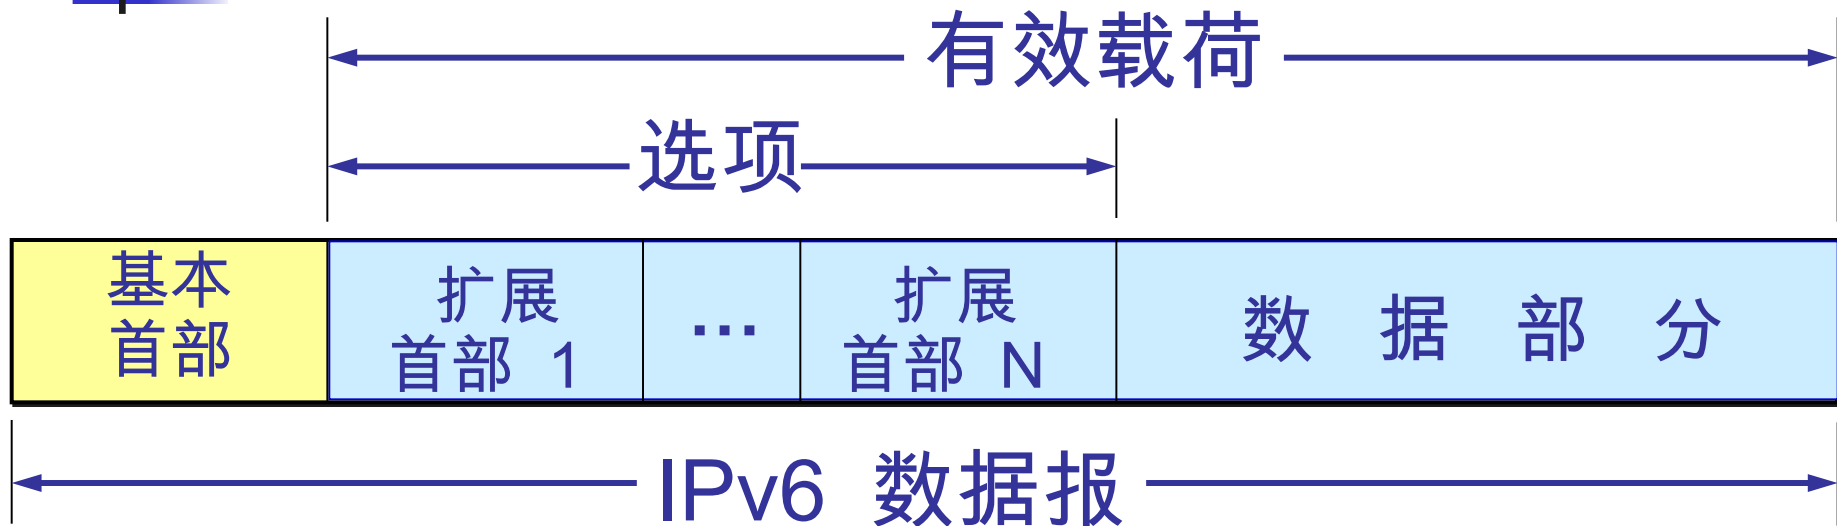 有效载荷
选项
基本
首部
扩展
首部 1
…
扩展
首部 N
数 据 部 分
IPv6 数据报